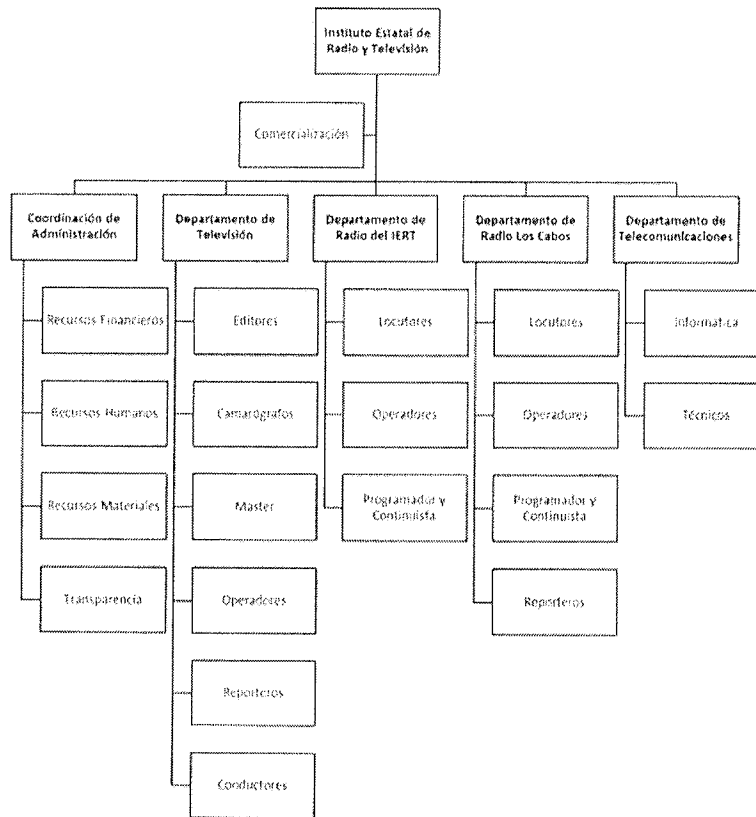 Instituto Estatal de
Radio y Televisión
Comercialización
Coordinación de
Administración
Recursos Financieros
Recursos Humanos
Recursos Materiales
Transparencia
Departamento de
Televisión
Editores
Camarógrafos
Master
Operadores
Reporteros
Conductores
Departamento de
Radio del IERT
Locutores
Operadores
Programador y
Continuista
Departamento de
Radio Los Cabos
Locutores
Operadores
Programador y
Continuista
Reporteros
Departamento de
Telecomunicaciones
Informática
Técnicos